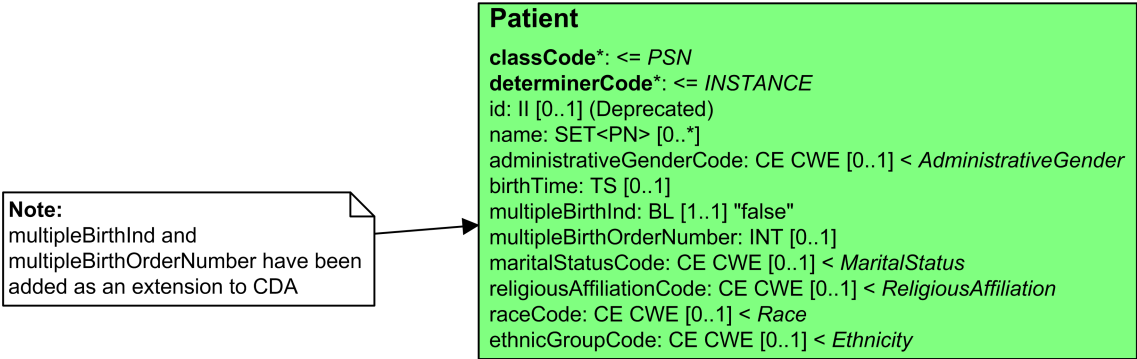 Patient
classCode*: <= PSN
determinerCode*: <= INSTANCE
id: II [0..1] (Deprecated)
name: SET<PN> [0..*]
administrativeGenderCode: CE CWE [0..1] < AdministrativeGender
birthTime: TS [0..1]
multipleBirthInd: BL [1..1] "false"
multipleBirthOrderNumber: INT [0..1]
maritalStatusCode: CE CWE [0..1] < MaritalStatus
religiousAffiliationCode: CE CWE [0..1] < ReligiousAffiliation
raceCode: CE CWE [0..1] < Race
ethnicGroupCode: CE CWE [0..1] < Ethnicity
Note:
multipleBirthInd and
multipleBirthOrderNumber have been
added as an extension to CDA